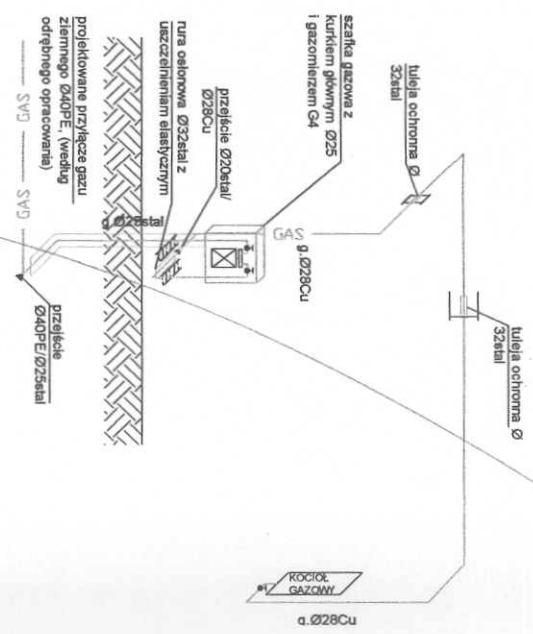 tuleja ochronna Ø
32stal
szafka gazowa z
kurkiem głównym Ø25
i gazomierzem G4
przejście Ø20stal/
Ø28Cu
rura osłonowa Ø32stal z
uszczelnieniem elastycznym
projektowane przyłącze gazu
ziemnego Ø40PE, (według
odrębnego opracowania)
GAS
GAS
g.Ø25stal
przejście
Ø40PE/Ø25stal
GAS
g.Ø28Cu
tuleja ochronna Ø
32stal
KOCIOŁ
GAZOWY
g.Ø28Cu